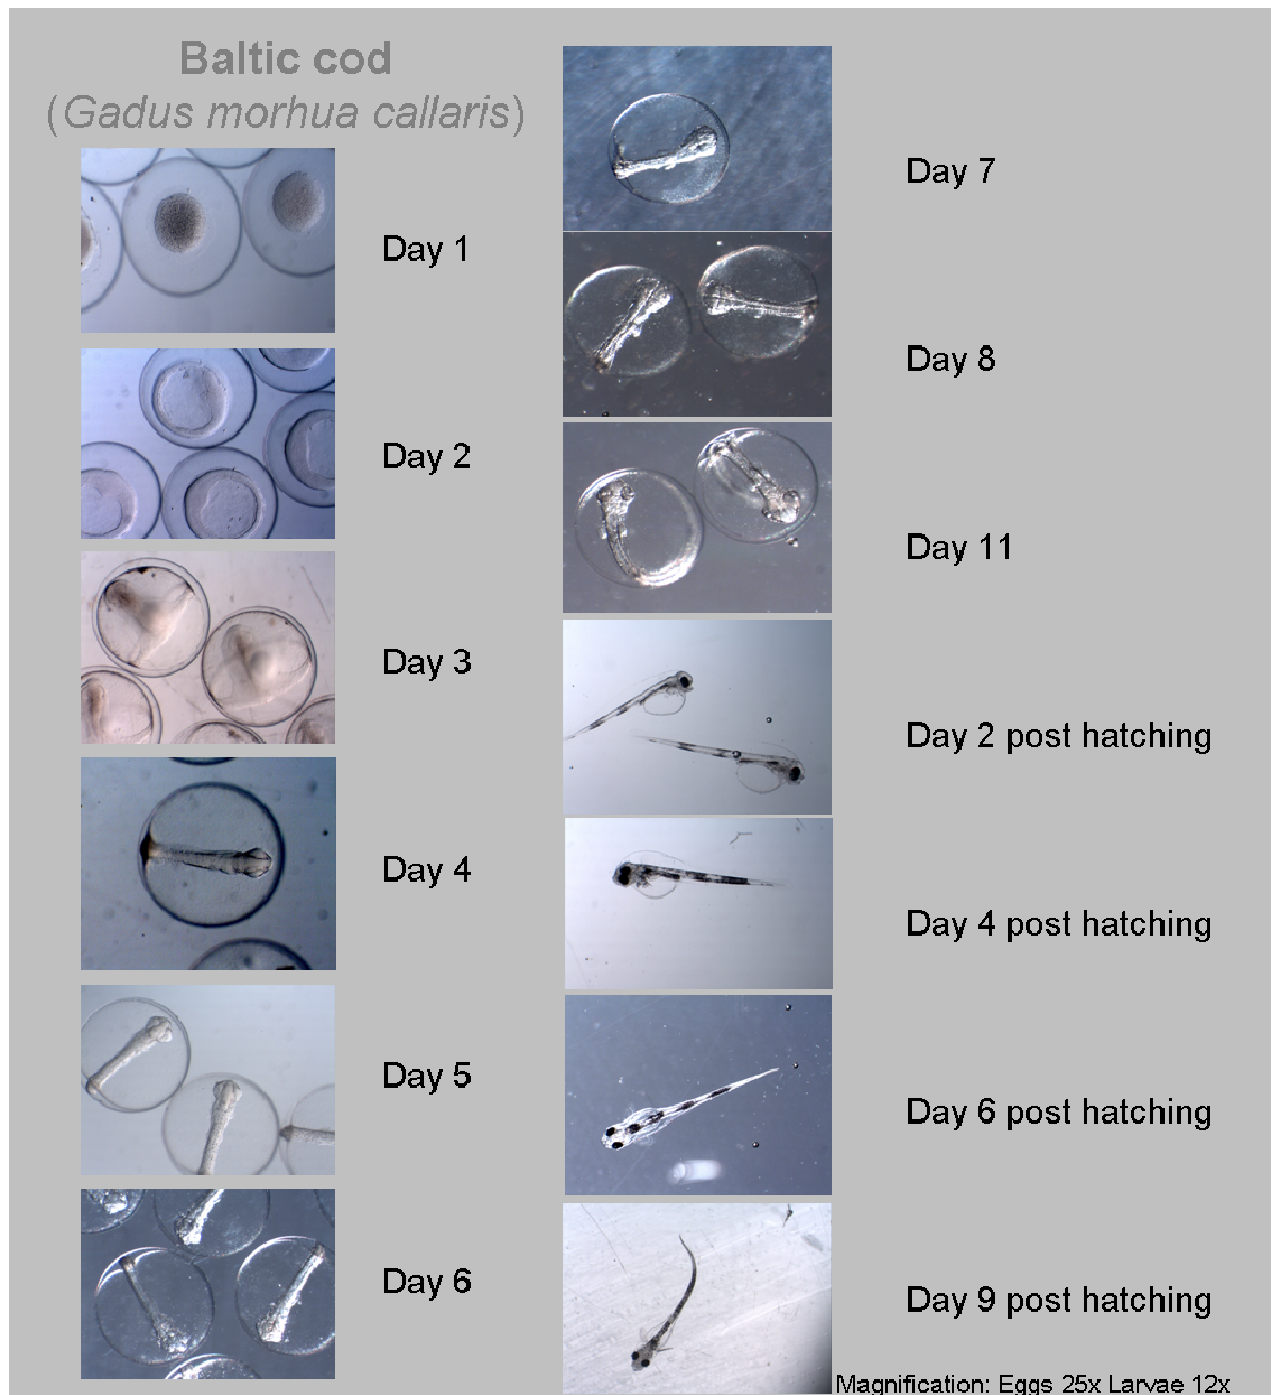 Baltic cod
(Gadus morhua callaris)
Day 1
Day 2
Day 3
Day 4
Day 5
Day 6
Day 7
Day 8
Day 11
Day 2 post hatching
Day 4 post hatching
Day 6 post hatching
Day 9 post hatching
Magnification: Eggs 25x Larvae 12x